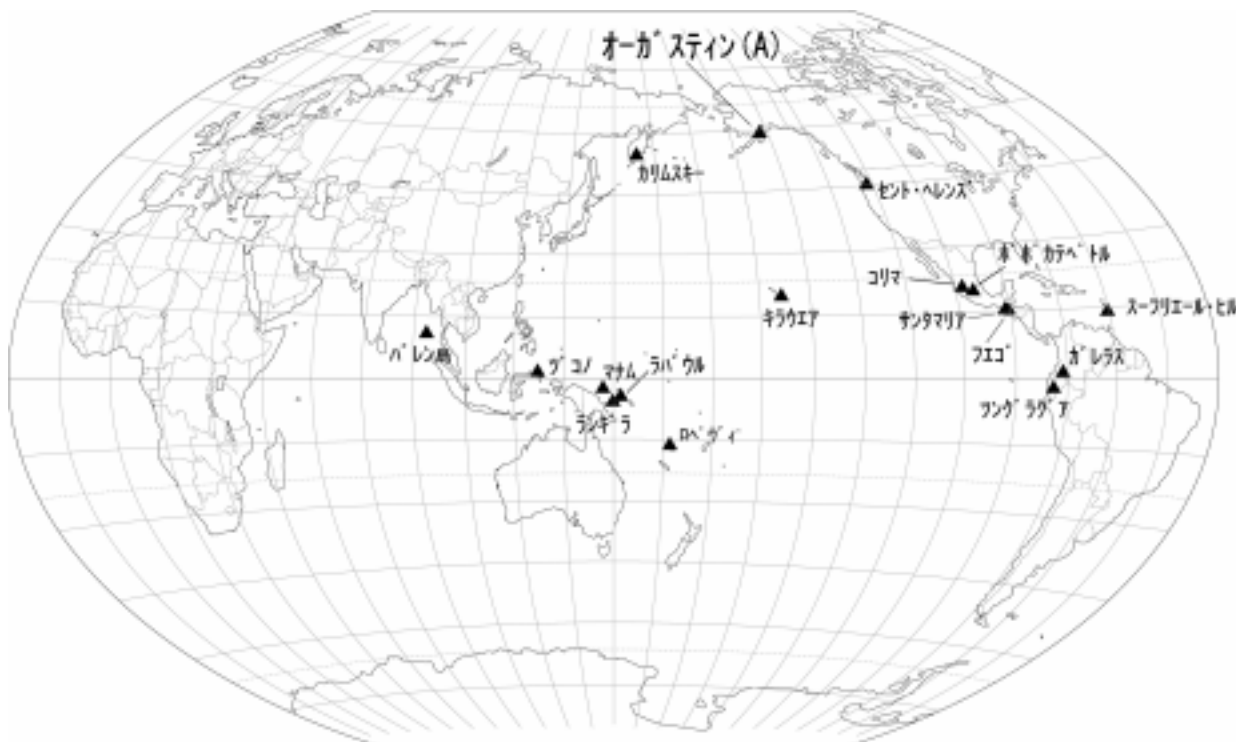 オーガスティン(A)
カリムスキー
セント・ヘレンズ
ポポカテペトル
コリマ
キラウエア
サンタマリア
スーフリエール・ヒル
フエゴ
バレン島
ヅコノ
マナム
ラバウル
ガレラス
ツングラグア
ランギラ
ロペヴィ